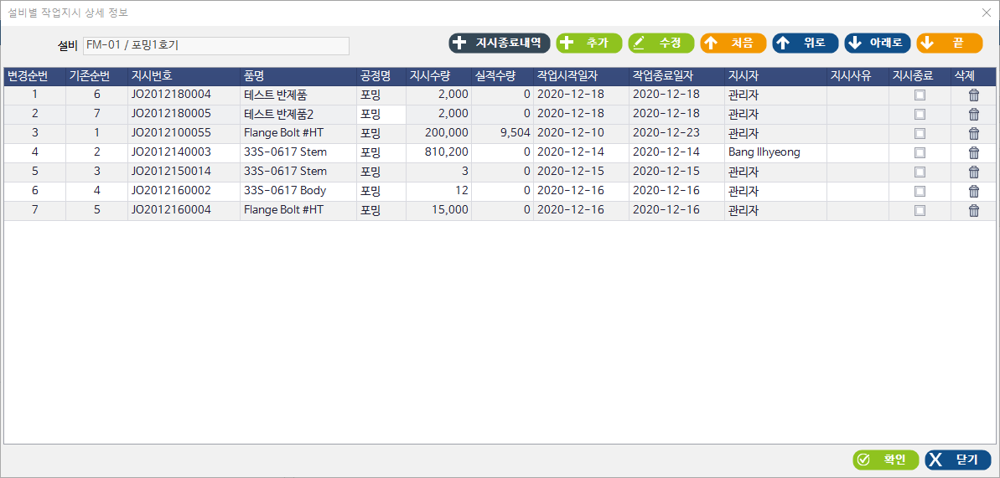 설비별 작업지시 상세 정보
설비 FM-01 / 포밍1호기 지시종료내역 추가 수정 처음 위로 아래로 끝
변경순번 기존순번 지시번호 품명 공정명 지시수량 실적수량 작업시작일자 작업종료일자 지시자 지시사유 지시종료 삭제
1 6 JO2012180004 테스트 반제품 포밍 2,000 0 2020-12-18 2020-12-18 관리자
2 7 JO2012180005 테스트 반제품2 포밍 2,000 0 2020-12-18 2020-12-18 관리자
3 1 JO2012100055 Flange Bolt #HT 포밍 200,000 9,504 2020-12-10 2020-12-23 관리자
4 2 JO2012140003 33S-0617 Stem 포밍 810,200 0 2020-12-14 2020-12-14 Bang Ilhyeong
5 3 JO2012150014 33S-0617 Stem 포밍 3 0 2020-12-15 2020-12-15 관리자
6 4 JO2012160002 33S-0617 Body 포밍 12 0 2020-12-16 2020-12-16 관리자
7 5 JO2012160004 Flange Bolt #HT 포밍 15,000 0 2020-12-16 2020-12-16 관리자
확인 닫기